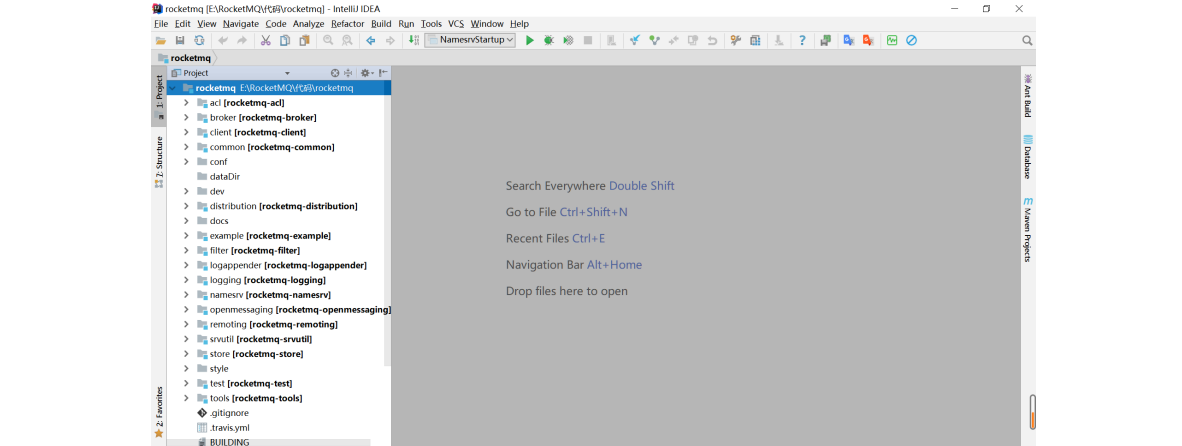 rocketmq [E:\RocketMQ\代码\rocketmq] - IntelliJ IDEA
File Edit View Navigate Code Analyze Refactor Build Run Tools VCS Window Help
NamesrvStartup
rocketmq
Project
rocketmq E:\RocketMQ\代码\rocketmq
acl [rocketmq-acl]
broker [rocketmq-broker]
client [rocketmq-client]
common [rocketmq-common]
conf
dataDir
dev
distribution [rocketmq-distribution]
docs
example [rocketmq-example]
filter [rocketmq-filter]
logappender [rocketmq-logappender]
logging [rocketmq-logging]
namesrv [rocketmq-namesrv]
openmessaging [rocketmq-openmessaging]
remoting [rocketmq-remoting]
srvutil [rocketmq-srvutil]
store [rocketmq-store]
style
test [rocketmq-test]
tools [rocketmq-tools]
.gitignore
.travis.yml
BUILDING
1: Project
7: Structure
2: Favorites
Search Everywhere Double Shift
Go to File Ctrl+Shift+N
Recent Files Ctrl+E
Navigation Bar Alt+Home
Drop files here to open
Ant Build
Database
Maven Projects